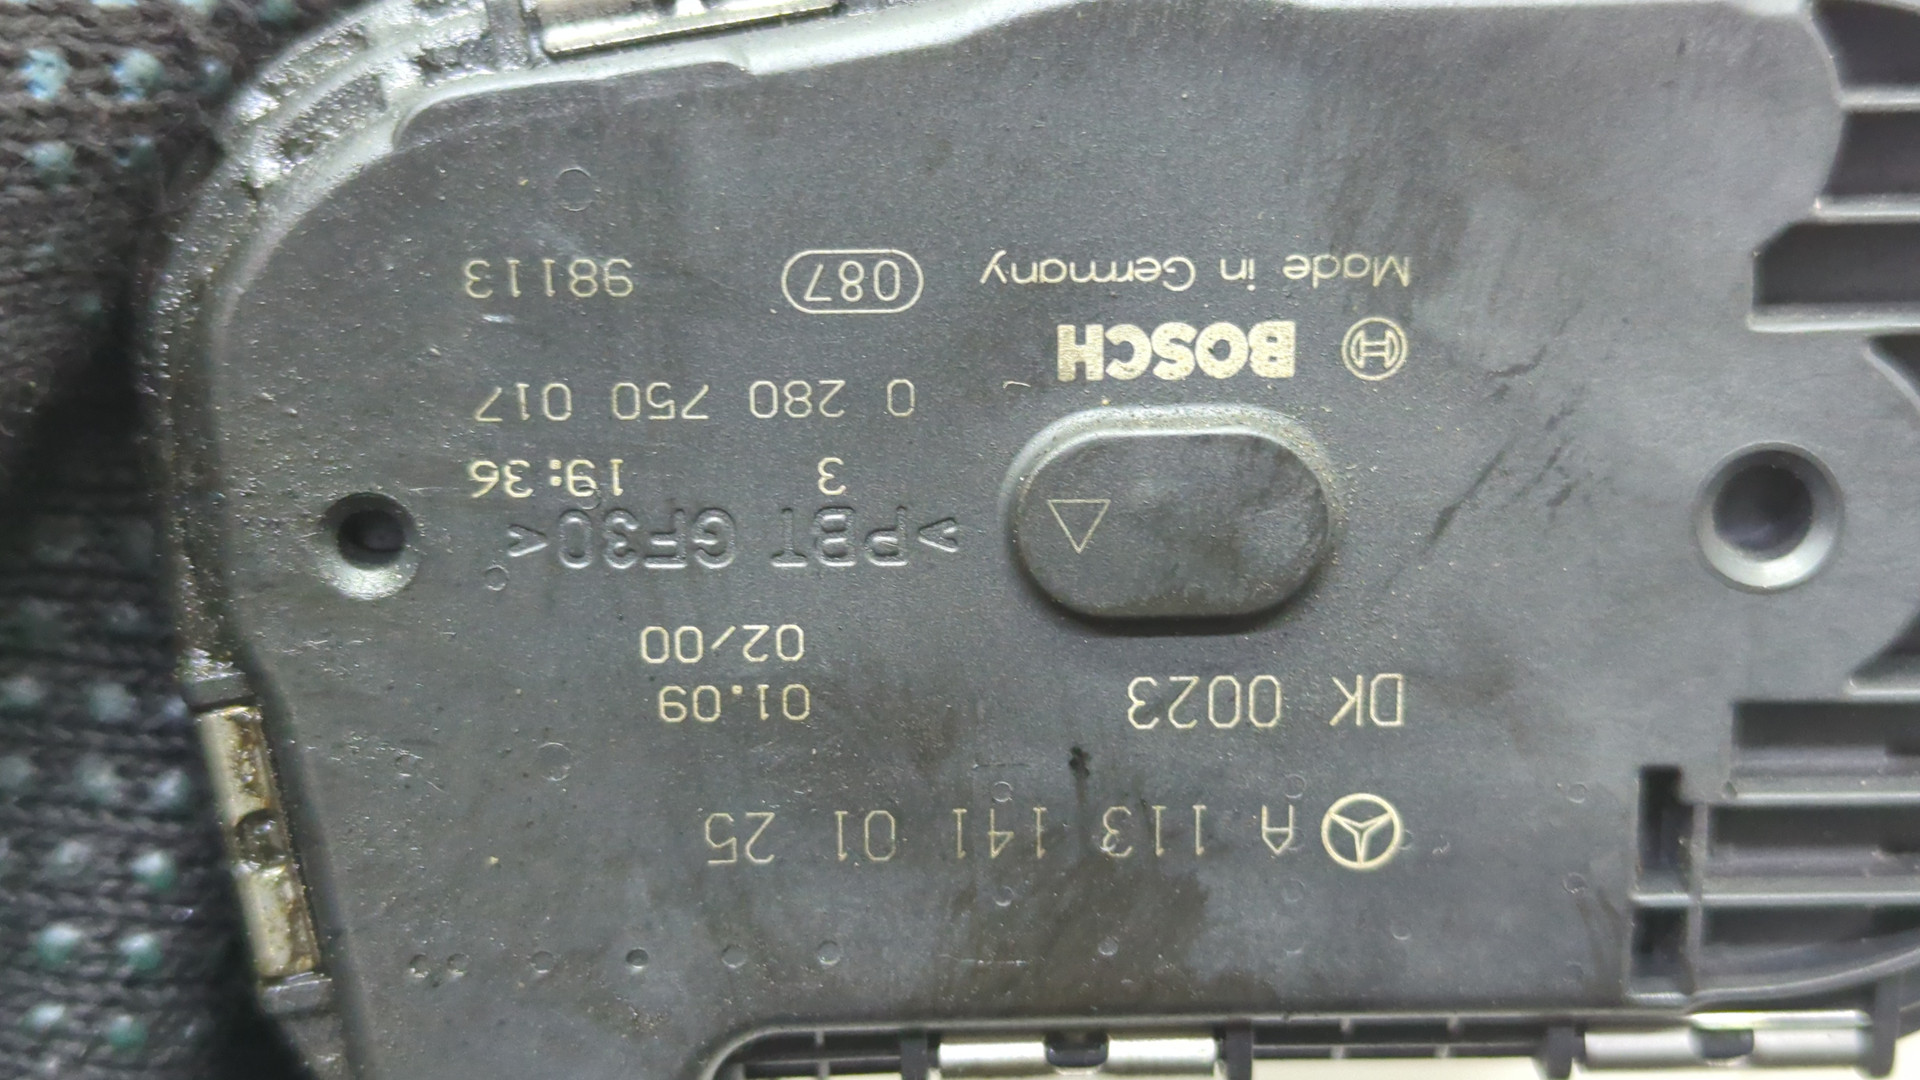 A 113 141 01 25
DK 0023
01.09
02/00
>PBT GF30<
3 19:36
0 280 750 017
BOSCH
Made in Germany 087 98113